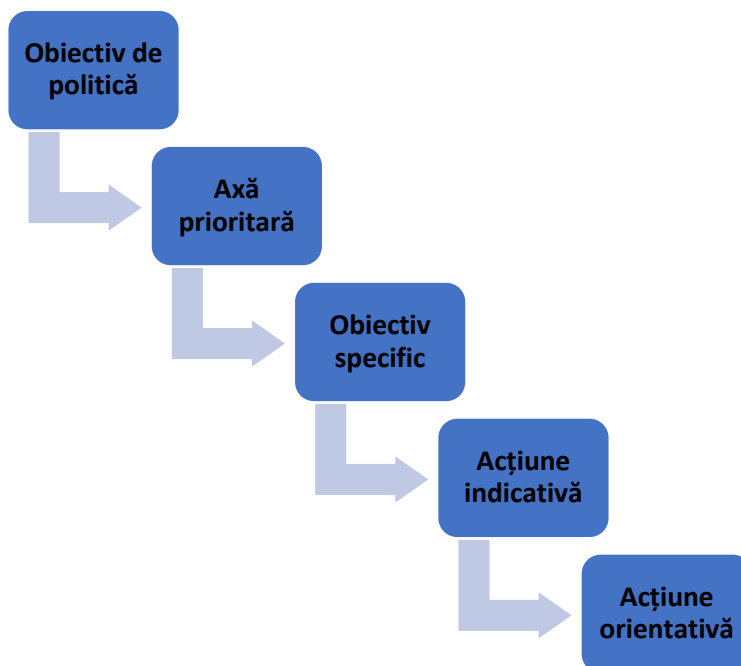 Obiectiv de
politică
Axă
prioritară
Obiectiv
specific
Acțiune
indicativă
Acțiune
orientativă